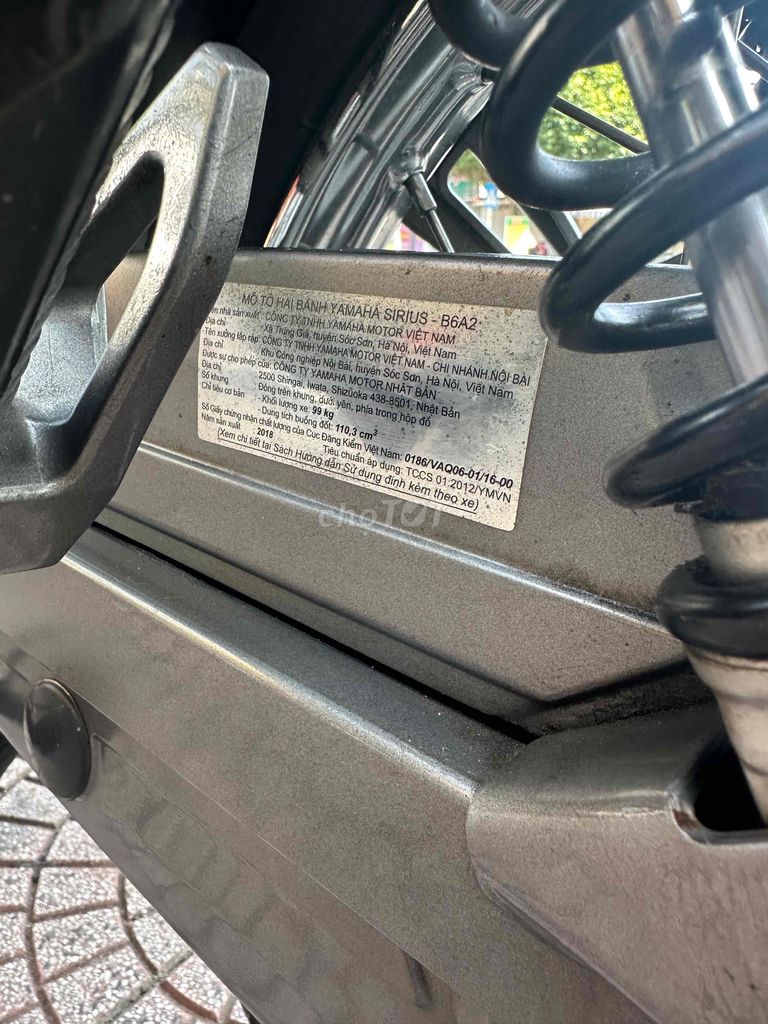 MÔ TÔ HAI BÁNH YAMAHA SIRIUS - B6A2
Tên nhà sản xuất : CÔNG TY TNHH YAMAHA MOTOR VIỆT NAM
Địa chỉ : Xã Trung Giã, huyện Sóc Sơn, Hà Nội, Việt Nam
Tên xưởng lắp ráp: CÔNG TY TNHH YAMAHA MOTOR VIỆT NAM - CHI NHÁNH NỘI BÀI
Địa chỉ : Khu Công nghiệp Nội Bài, huyện Sóc Sơn, Hà Nội, Việt Nam
Được sự cho phép của: CÔNG TY YAMAHA MOTOR NHẬT BẢN
Địa chỉ : 2500 Shingai, Iwata, Shizuoka 438-8501, Nhật Bản
Số khung : Đóng trên khung, dưới yên, phía trong hộp đồ
Chỉ tiêu cơ bản : - Khối lượng xe: 99 kg
- Dung tích buồng đốt: 110,3 cm³
Số Giấy chứng nhận chất lượng của Cục Đăng Kiểm Việt Nam: 0186/VAQ06-01/16-00
Năm sản xuất : 2018 Tiêu chuẩn áp dụng: TCCS 01:2012/YMVN
(Xem chi tiết tại Sách Hướng dẫn Sử dụng đính kèm theo xe)
chợTỐT